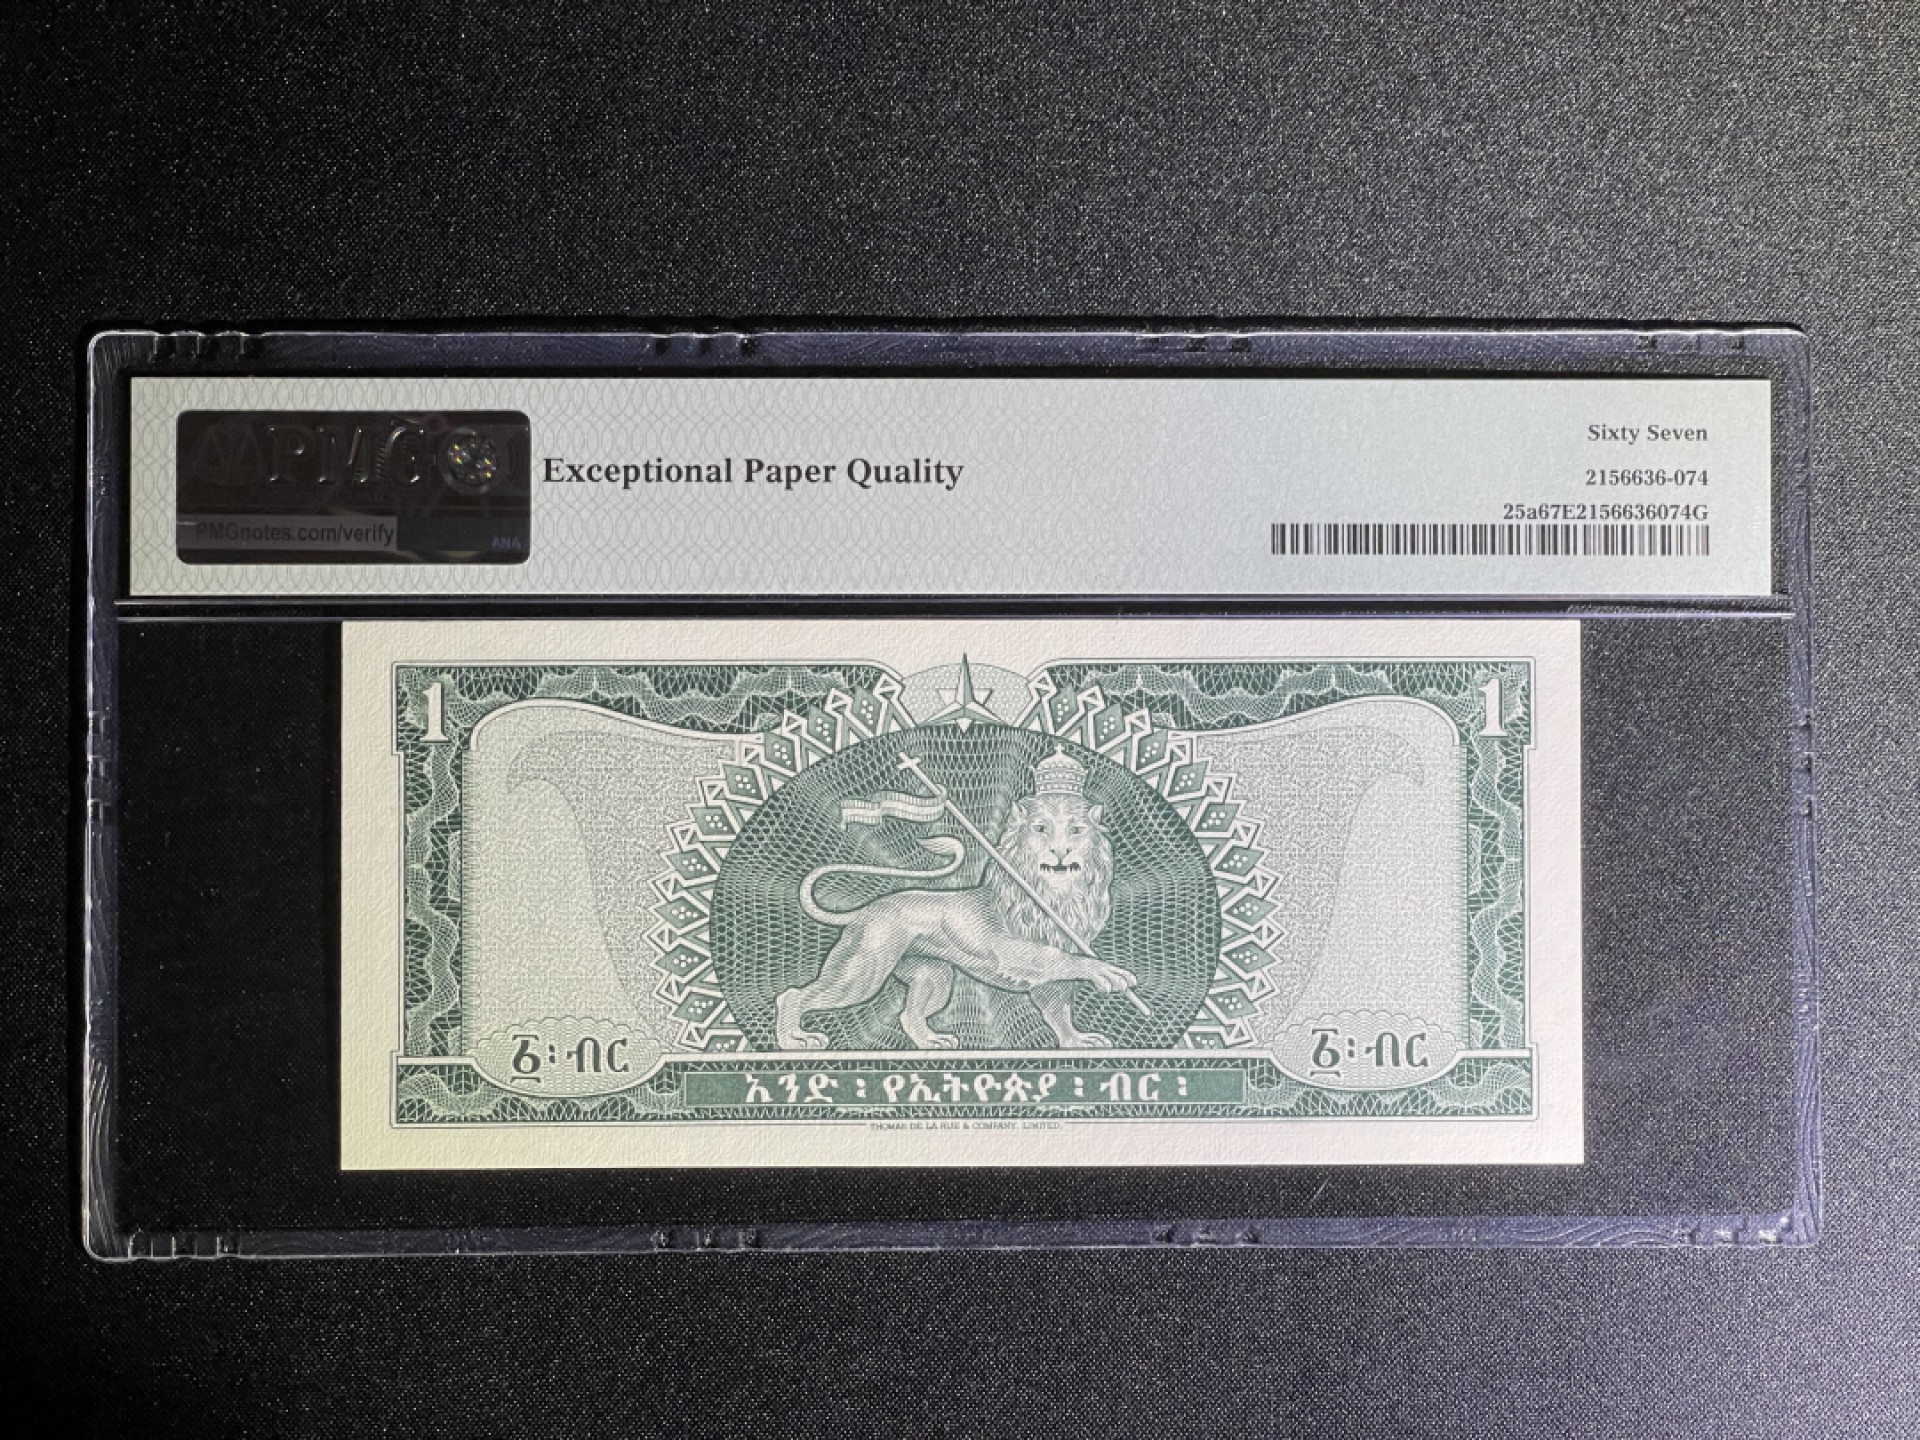 PMG
PMGnotes.com/verify
ANA
Exceptional Paper Quality
Sixty Seven
2156636-074
25a67E2156636074G
1
1
፩፡ብር
፩፡ብር
አንድ ፡ የኢትዮጵያ ፡ ብር ፡
THOMAS DE LA RUE & COMPANY, LIMITED.